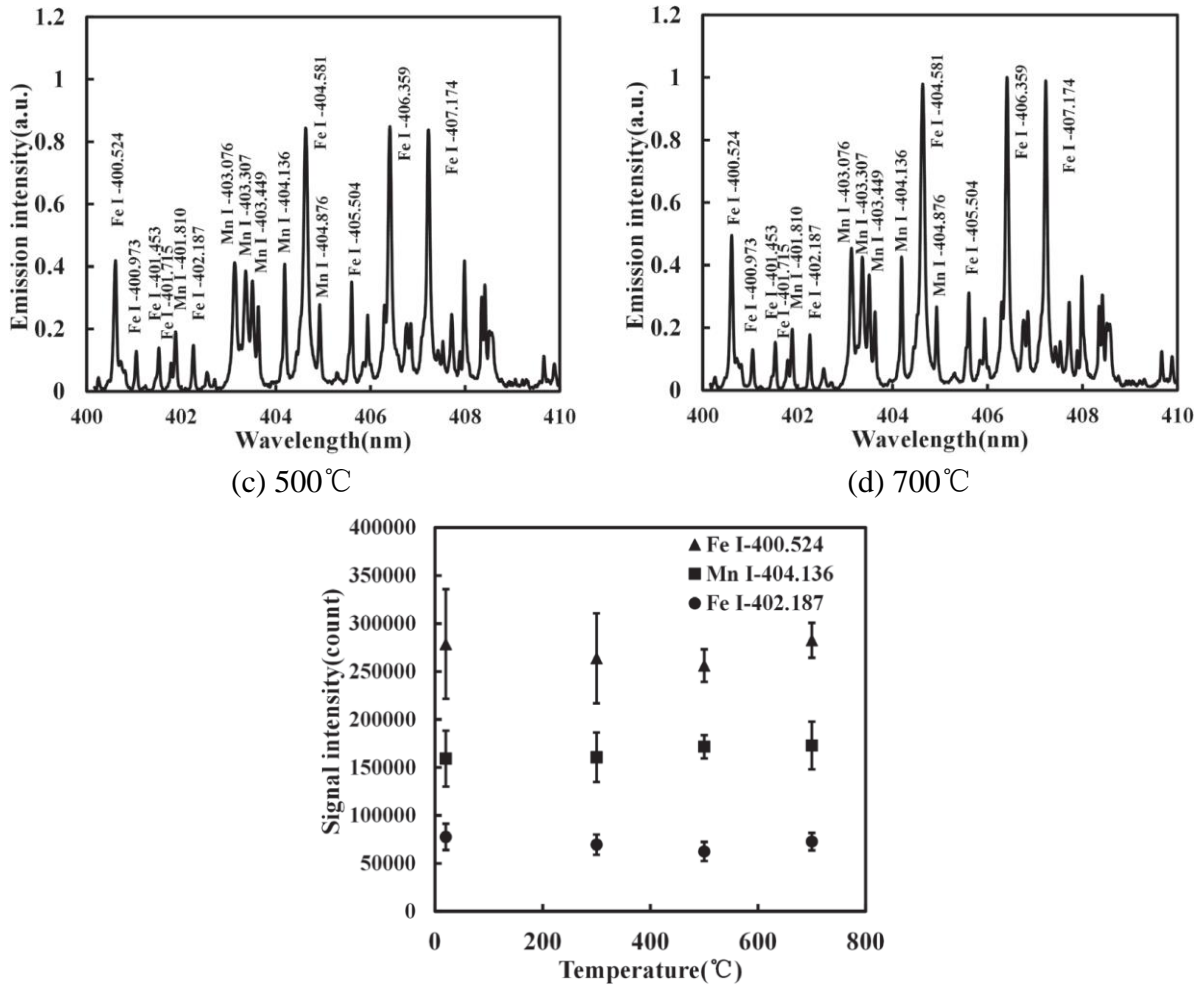 1.2
1
0.8
0.6
0.4
0.2
0
400
402
404
406
408
410
Emission intensity(a.u.)
Wavelength(nm)
Fe I -400.524
Fe I -400.973
Fe I -401.453
Fe I -401.715
Mn I -401.810
Fe I -402.187
Mn I -403.076
Mn I -403.307
Mn I -403.449
Mn I -404.136
Fe I -404.581
Mn I -404.876
Fe I -405.504
Fe I -406.359
Fe I -407.174
(c) 500℃
1.2
1
0.8
0.6
0.4
0.2
0
400
402
404
406
408
410
Emission intensity(a.u.)
Wavelength(nm)
Fe I -400.524
Fe I -400.973
Fe I -401.453
Fe I -401.715
Mn I -401.810
Fe I -402.187
Mn I -403.076
Mn I -403.307
Mn I -403.449
Mn I -404.136
Fe I -404.581
Mn I -404.876
Fe I -405.504
Fe I -406.359
Fe I -407.174
(d) 700℃
400000
350000
300000
250000
200000
150000
100000
50000
0
0
200
400
600
800
Signal intensity(count)
Temperature(℃)
Fe I-400.524
Mn I-404.136
Fe I-402.187